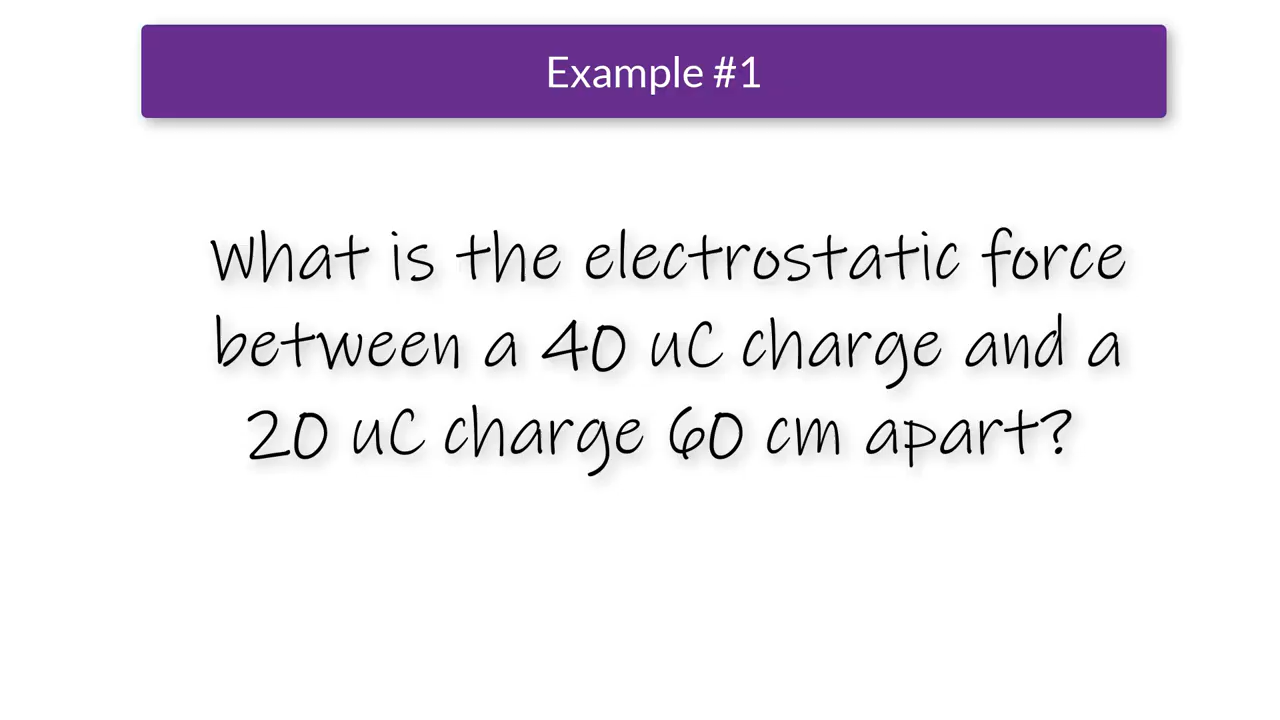 Example #1
What is the electrostatic force
between a 40 uC charge and a
20 uC charge 60 cm apart?